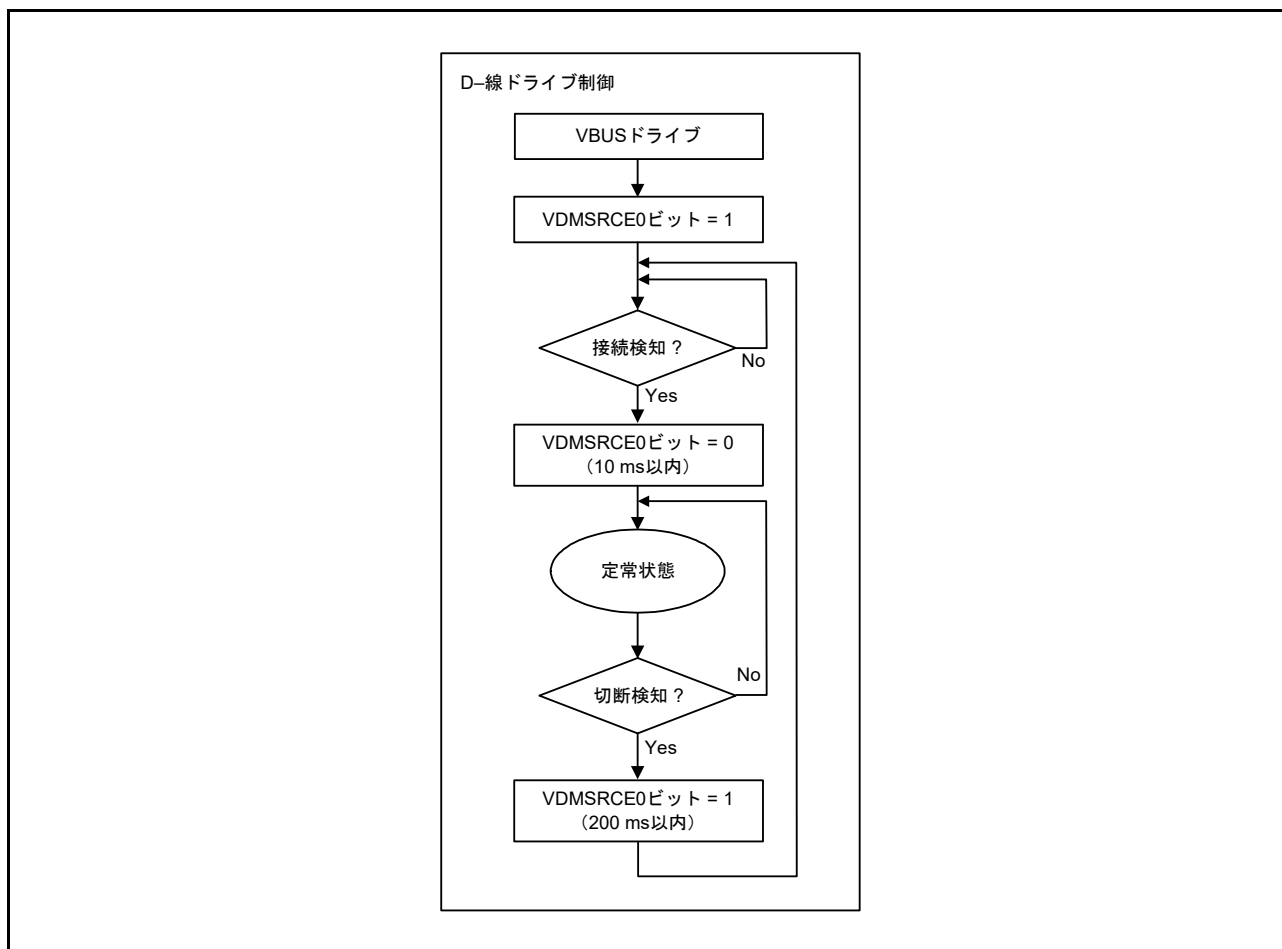 D–線ドライブ制御
VBUSドライブ
VDMSRCE0ビット = 1
接続検知？
No
Yes
VDMSRCE0ビット = 0
（10 ms以内）
定常状態
切断検知？
No
Yes
VDMSRCE0ビット = 1
（200 ms以内）